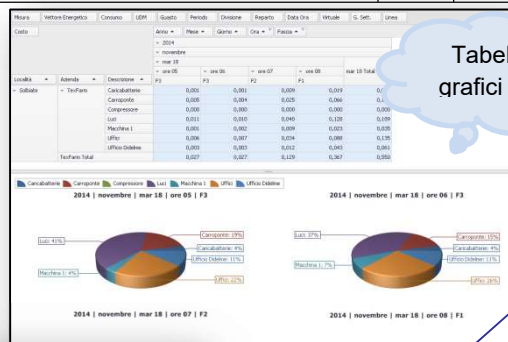 Misura Vettore Energetico Consumo UDM Guasto Periodo Divisione Reparto Data Ora Virtuale G. Sett. Linea
Costo Anno Mese Giorno Ora Fascia
2014
novembre
mar 18
ore 05 ore 06 ore 07 ore 08 mar 18 Total
Località Azienda Descrizione F3 F3 F2 F1
Solbiate TexFarm Caricabatterie 0,001 0,001 0,009 0,019
Carroponte 0,005 0,004 0,025 0,066
Compressore 0,000 0,000 0,000 0,000 0,000
Luci 0,011 0,010 0,040 0,128 0,189
Macchina 1 0,001 0,002 0,009 0,023 0,035
Ufficio 0,006 0,007 0,034 0,088 0,135
Ufficio Dideline 0,003 0,003 0,012 0,043 0,061
TexFarm Total 0,027 0,027 0,129 0,367 0,550
Tabel
grafici
Caricabatterie Carroponte Compressore Luci Macchina 1 Ufficio Ufficio Dideline
2014 | novembre | mar 18 | ore 05 | F3 2014 | novembre | mar 18 | ore 06 | F3
Luci: 41% Carroponte: 19% Luci: 37% Carroponte: 15%
Caricabatterie: 4% Caricabatterie: 4%
Ufficio Dideline: 11% Ufficio Dideline: 11%
Macchina 1: 4% Ufficio: 22% Macchina 1: 7% Ufficio: 26%
2014 | novembre | mar 18 | ore 07 | F2 2014 | novembre | mar 18 | ore 08 | F1